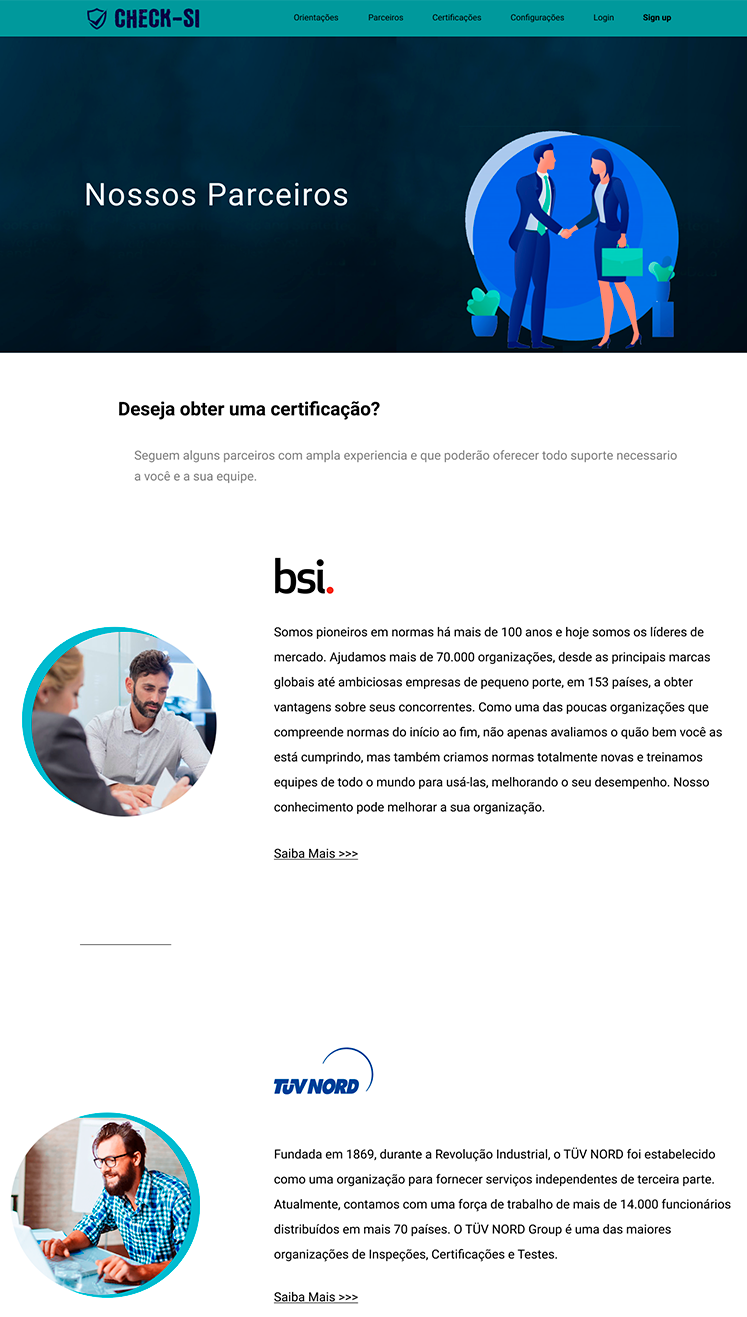 CHECK-SI
Orientações Parceiros Certificações Configurações Login Sign up
Nossos Parceiros
Deseja obter uma certificação?
Seguem alguns parceiros com ampla experiencia e que poderão oferecer todo suporte necessario
a você e a sua equipe.
bsi.
Somos pioneiros em normas há mais de 100 anos e hoje somos os líderes de
mercado. Ajudamos mais de 70.000 organizações, desde as principais marcas
globais até ambiciosas empresas de pequeno porte, em 153 países, a obter
vantagens sobre seus concorrentes. Como uma das poucas organizações que
compreende normas do início ao fim, não apenas avaliamos o quão bem você as
está cumprindo, mas também criamos normas totalmente novas e treinamos
equipes de todo o mundo para usá-las, melhorando o seu desempenho. Nosso
conhecimento pode melhorar a sua organização.
Saiba Mais >>>
TÜV NORD
Fundada em 1869, durante a Revolução Industrial, o TÜV NORD foi estabelecido
como uma organização para fornecer serviços independentes de terceira parte.
Atualmente, contamos com uma força de trabalho de mais de 14.000 funcionários
distribuídos em mais 70 países. O TÜV NORD Group é uma das maiores
organizações de Inspeções, Certificações e Testes.
Saiba Mais >>>